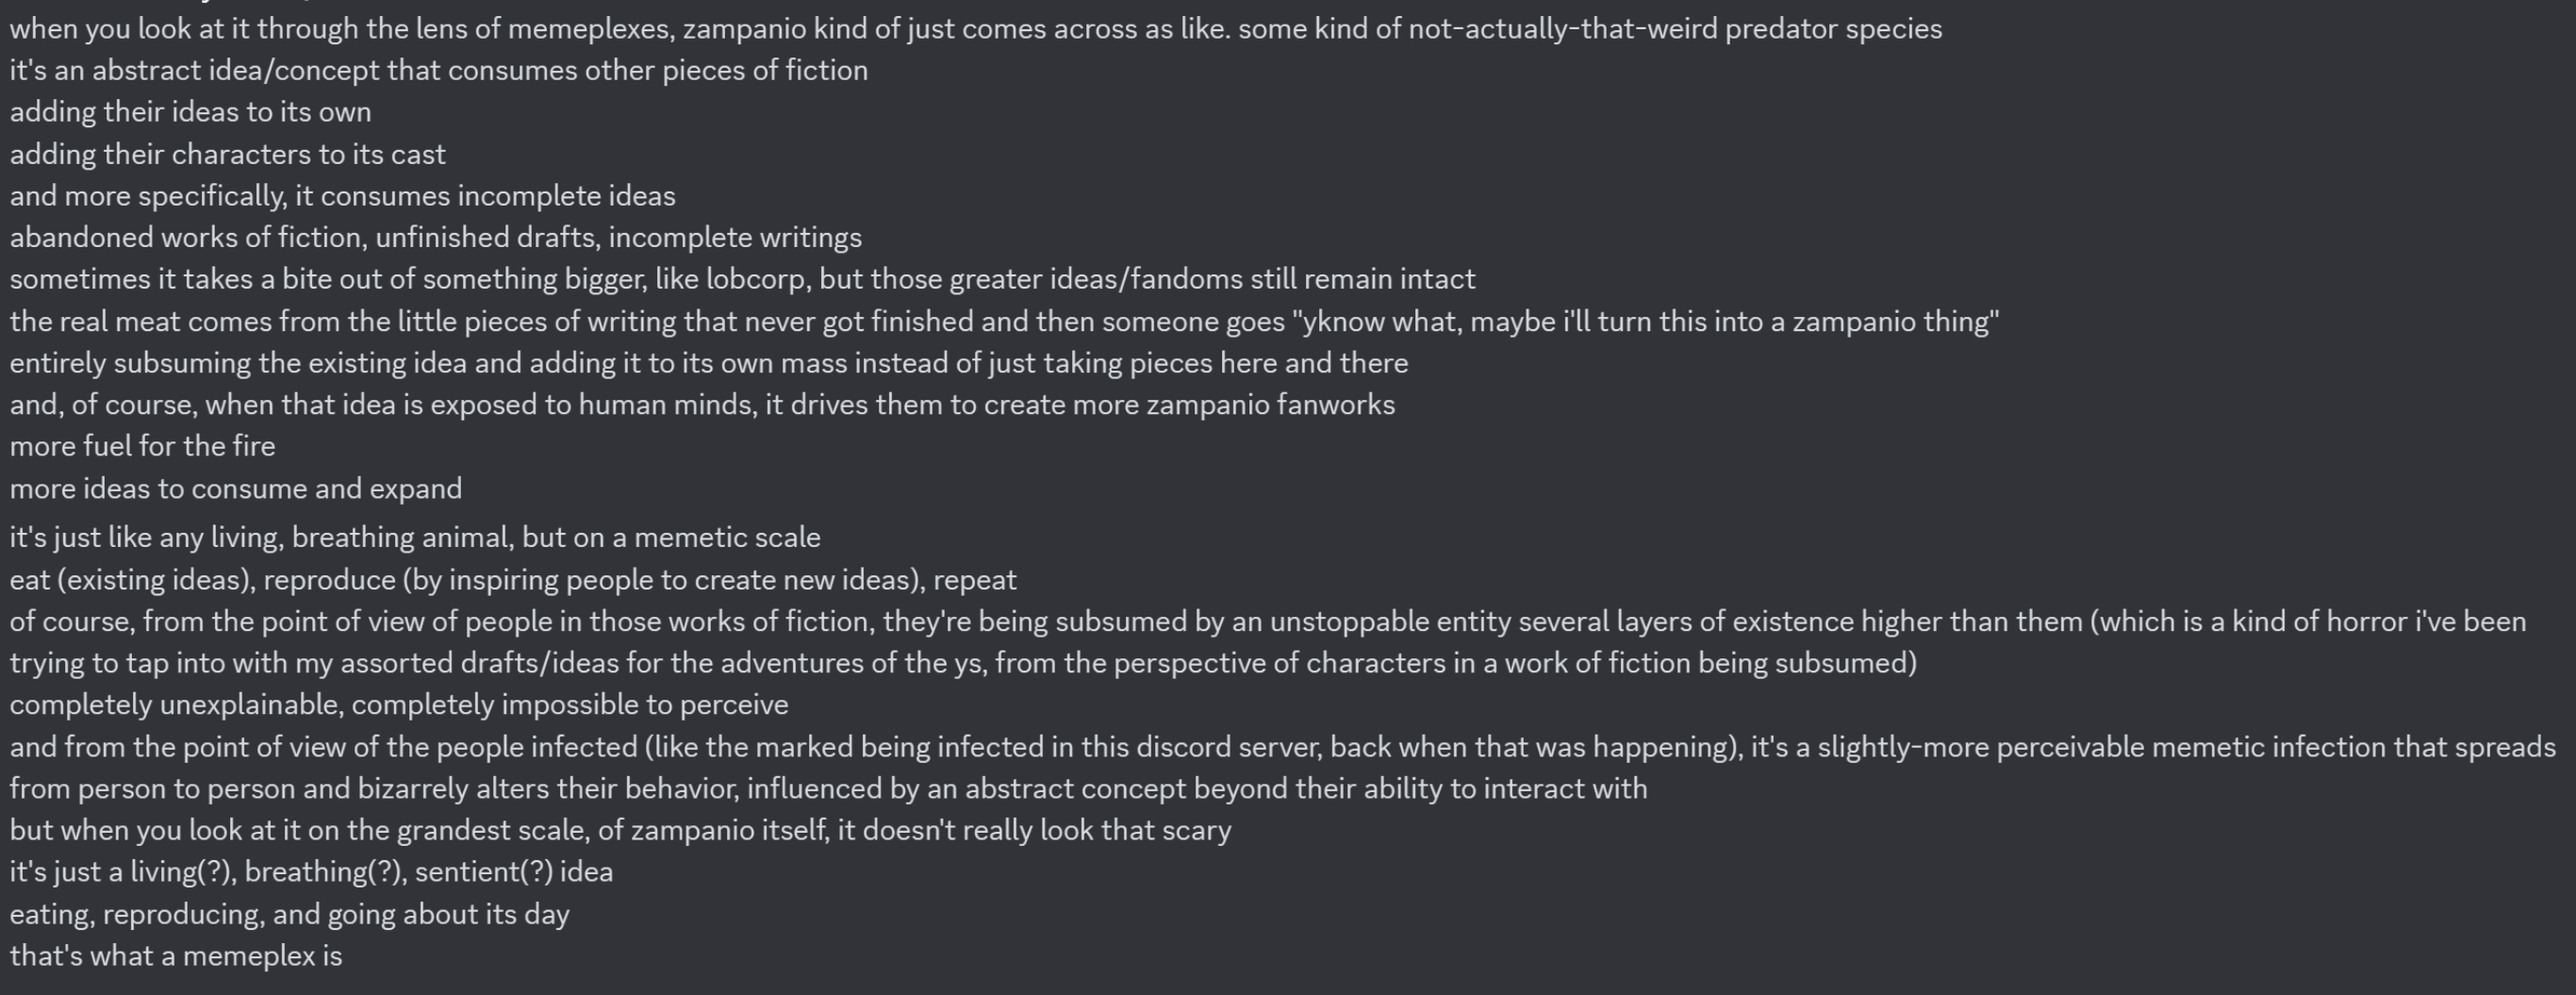 when you look at it through the lens of memeplexes, zampanio kind of just comes across as like. some kind of not-actually-that-weird predator species
it's an abstract idea/concept that consumes other pieces of fiction
adding their ideas to its own
adding their characters to its cast
and more specifically, it consumes incomplete ideas
abandoned works of fiction, unfinished drafts, incomplete writings
sometimes it takes a bite out of something bigger, like lobcorp, but those greater ideas/fandoms still remain intact
the real meat comes from the little pieces of writing that never got finished and then someone goes "yknow what, maybe i'll turn this into a zampanio thing"
entirely subsuming the existing idea and adding it to its own mass instead of just taking pieces here and there
and, of course, when that idea is exposed to human minds, it drives them to create more zampanio fanworks
more fuel for the fire
more ideas to consume and expand
it's just like any living, breathing animal, but on a memetic scale
eat (existing ideas), reproduce (by inspiring people to create new ideas), repeat
of course, from the point of view of people in those works of fiction, they're being subsumed by an unstoppable entity several layers of existence higher than them (which is a kind of horror i've been
trying to tap into with my assorted drafts/ideas for the adventures of the ys, from the perspective of characters in a work of fiction being subsumed)
completely unexplainable, completely impossible to perceive
and from the point of view of the people infected (like the marked being infected in this discord server, back when that was happening), it's a slightly-more perceivable memetic infection that spreads
from person to person and bizarrely alters their behavior, influenced by an abstract concept beyond their ability to interact with
but when you look at it on the grandest scale, of zampanio itself, it doesn't really look that scary
it's just a living(?), breathing(?), sentient(?) idea
eating, reproducing, and going about its day
that's what a memeplex is